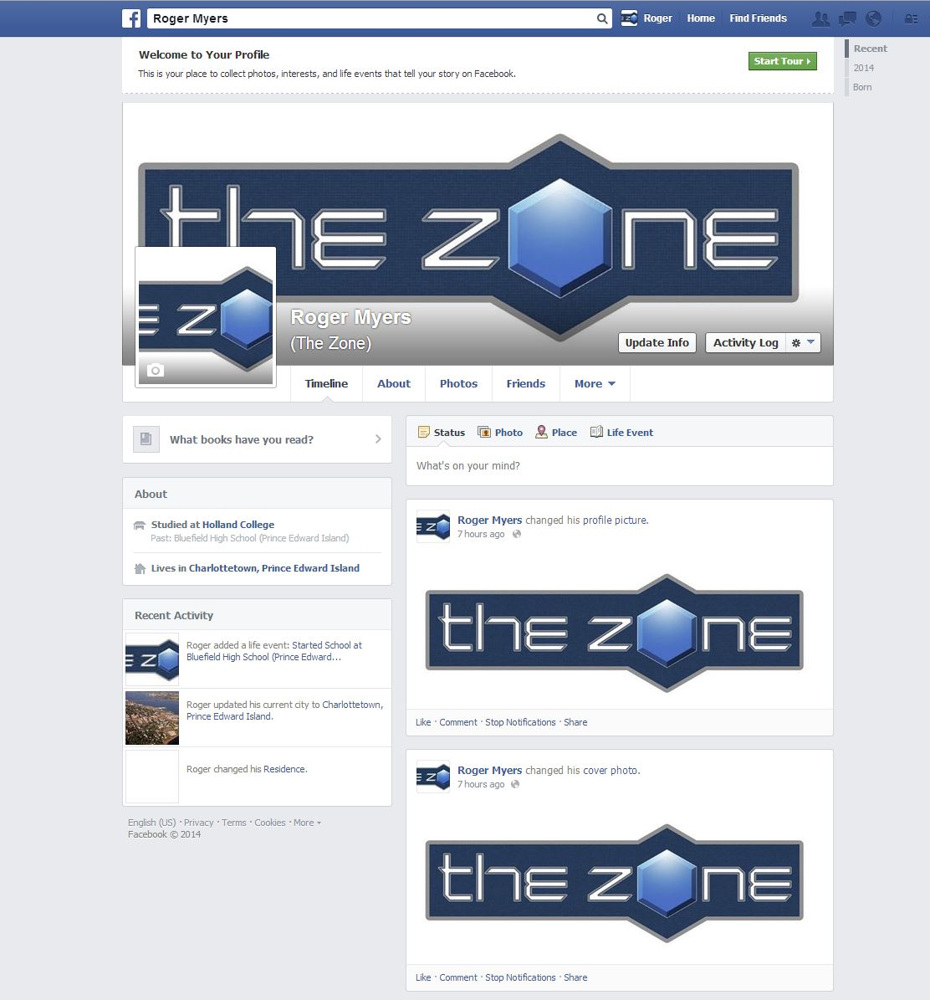 Roger Myers
Roger Home Find Friends
Welcome to Your Profile
This is your place to collect photos, interests, and life events that tell your story on Facebook.
Start Tour
Recent
2014
Born
the zone
E ZO
Roger Myers
(The Zone)
Update Info Activity Log
Timeline About Photos Friends More
What books have you read?
About
Studied at Holland College
Past: Bluefield High School (Prince Edward Island)
Lives in Charlottetown, Prince Edward Island
Recent Activity
E ZO
Roger added a life event: Started School at
Bluefield High School (Prince Edward...
Roger updated his current city to Charlottetown,
Prince Edward Island.
Roger changed his Residence.
English (US) · Privacy · Terms · Cookies · More
Facebook © 2014
Status Photo Place Life Event
What's on your mind?
E ZO
Roger Myers changed his profile picture.
7 hours ago
the zone
Like · Comment · Stop Notifications · Share
E ZO
Roger Myers changed his cover photo.
7 hours ago
the zone
Like · Comment · Stop Notifications · Share